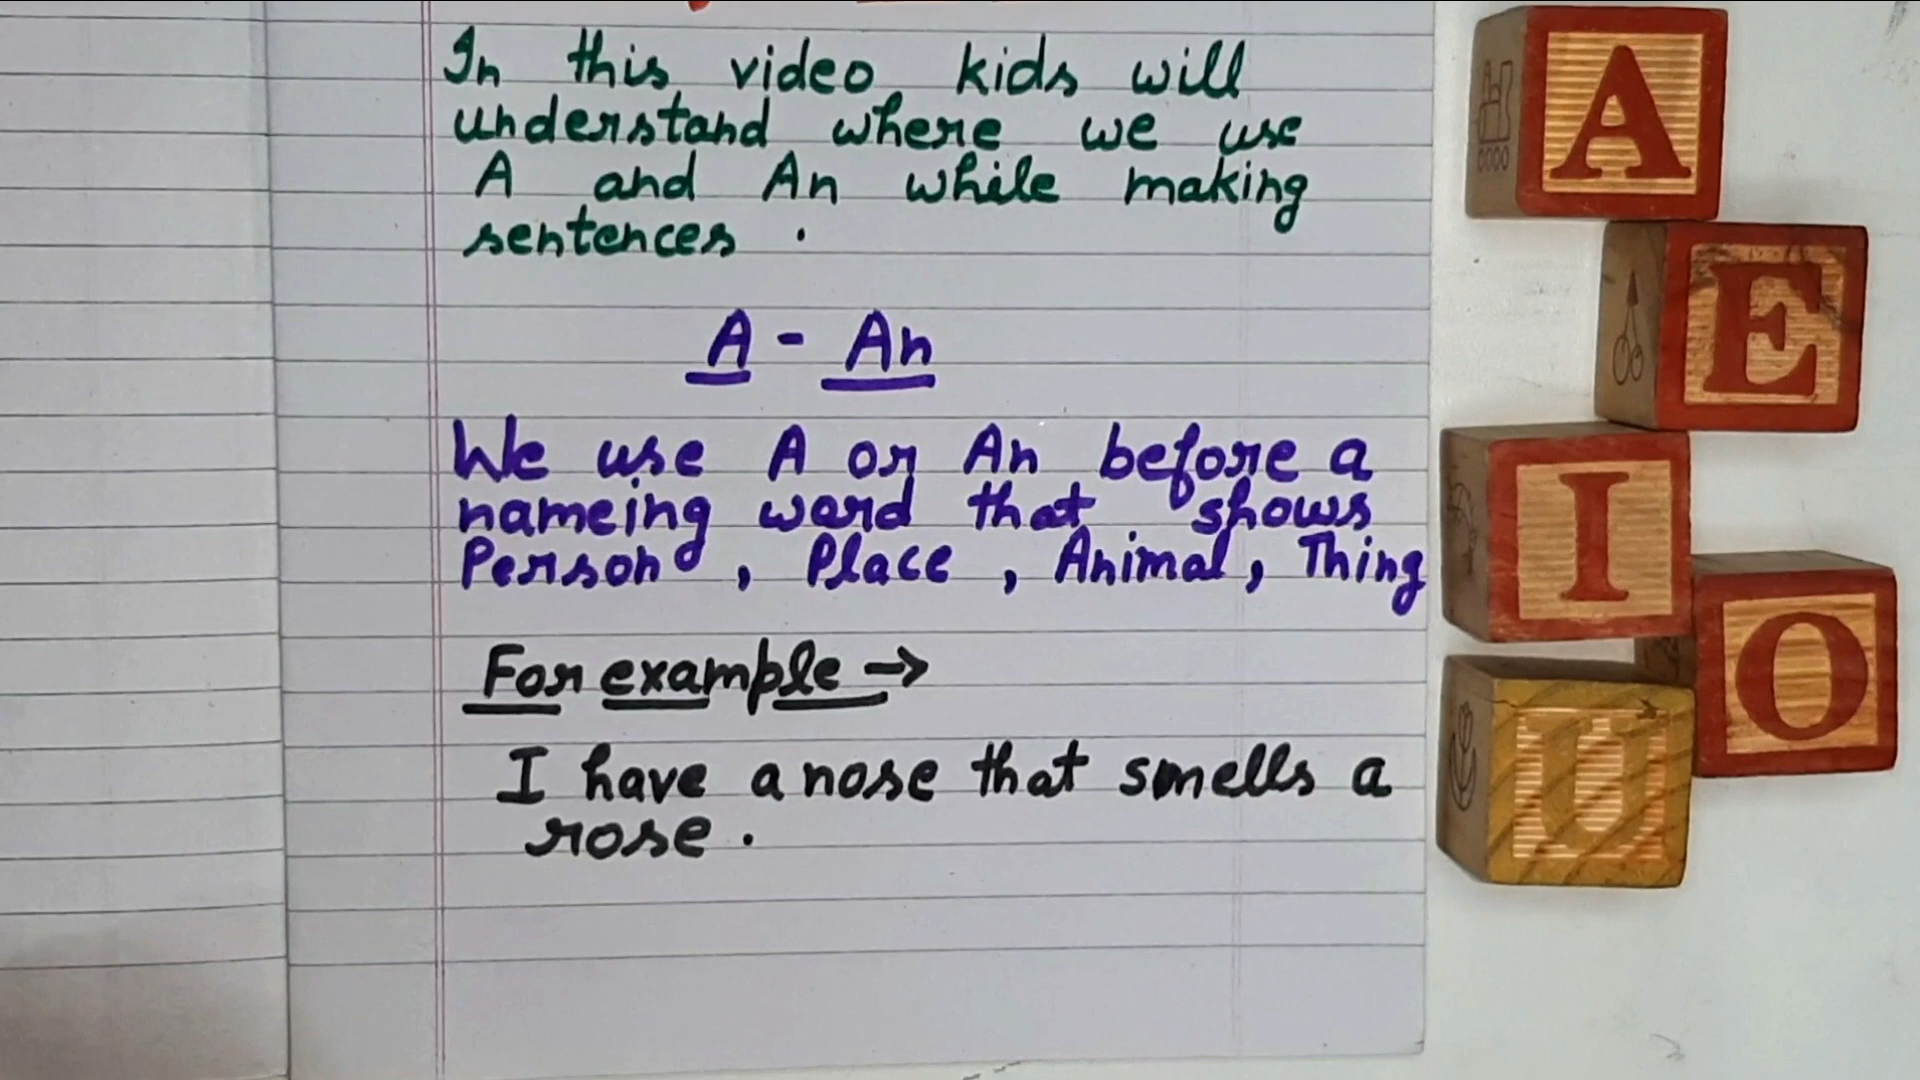 In this video kids will
understand where we use
A and An while making
sentences .
A - An
We use A or An before a
nameing word that shows
Person , Place , Animal , Thing
For example →
I have a nose that smells a
rose .
A
E
I
O
U